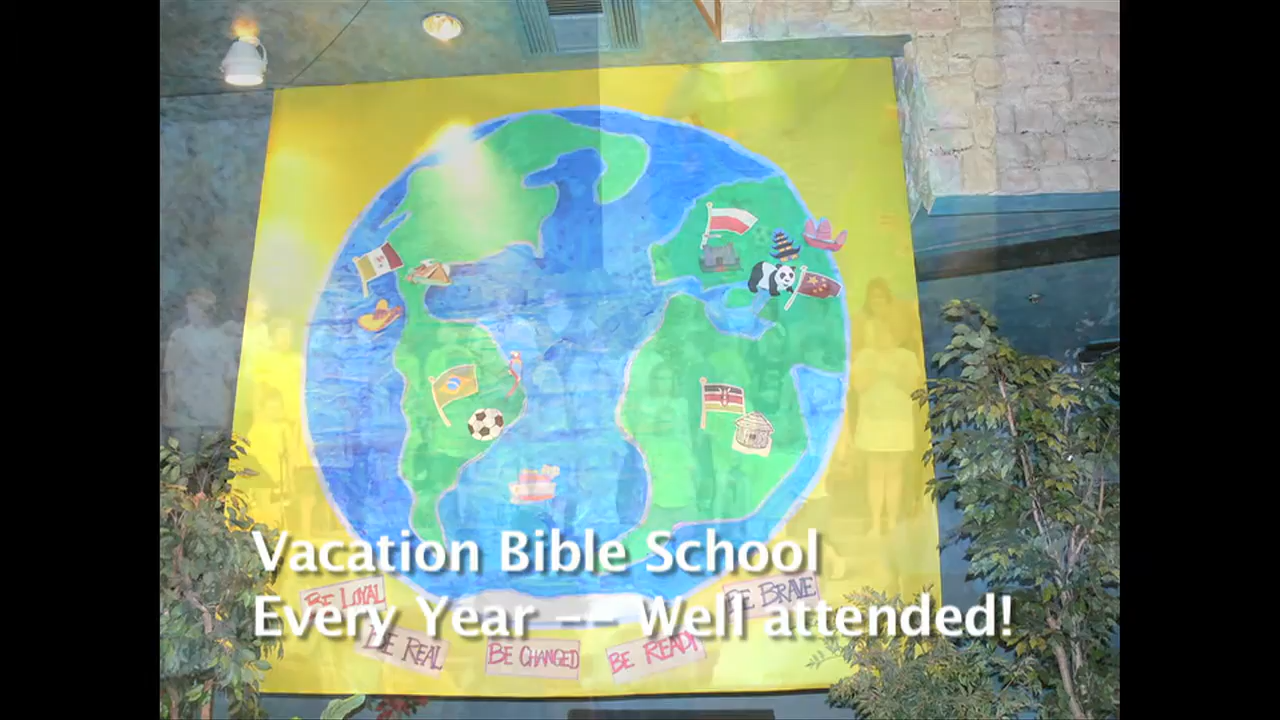 Vacation Bible School
Every Year -- Well attended!
BE LOYAL
BE REAL
BE CHANGED
BE READY
BE BRAVE